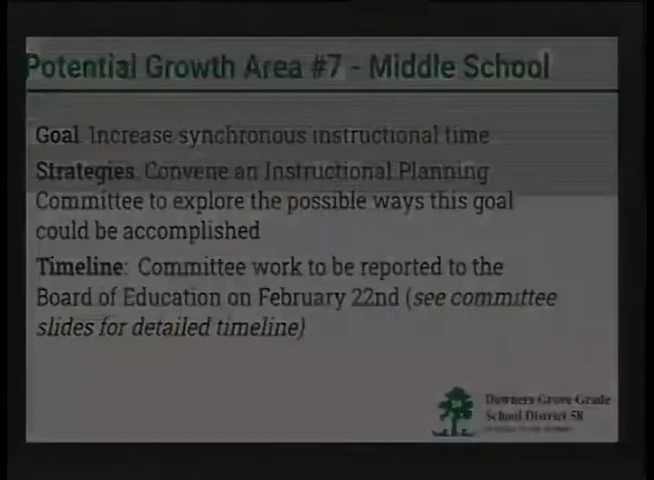 Potential Growth Area #7 - Middle School
Goal: Increase synchronous instructional time
Strategies: Convene an Instructional Planning
Committee to explore the possible ways this goal
could be accomplished
Timeline: Committee work to be reported to the
Board of Education on February 22nd (see committee
slides for detailed timeline)
Downers Grove Grade
School District 58